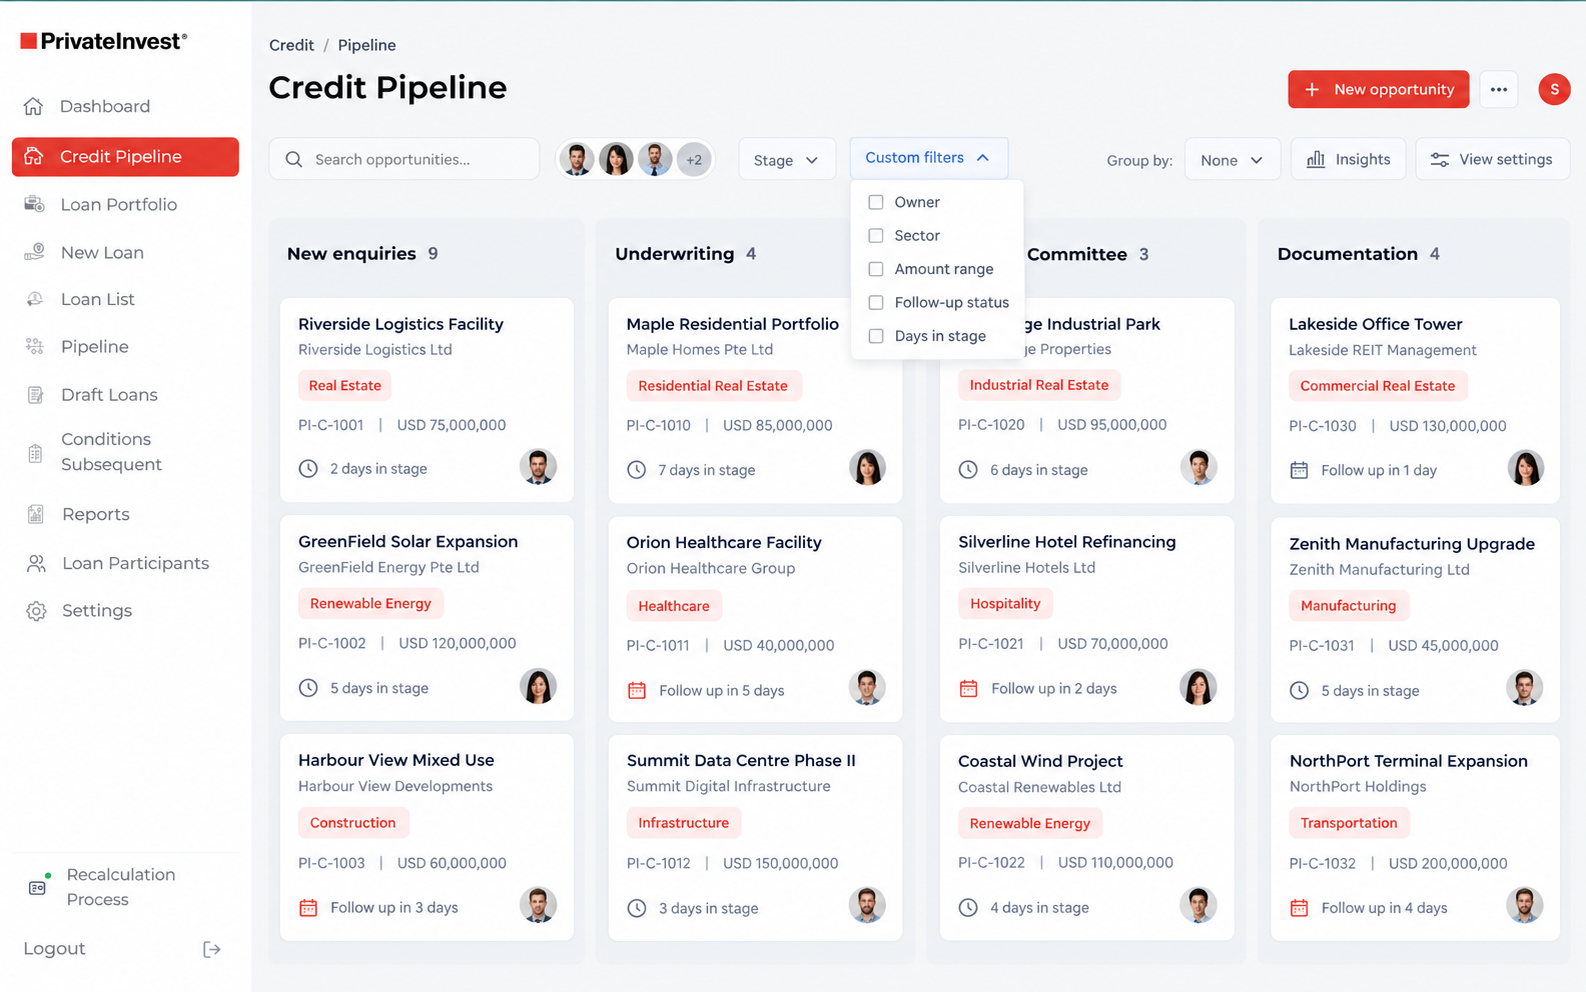 PrivateInvest®
Dashboard
Credit Pipeline
Loan Portfolio
New Loan
Loan List
Pipeline
Draft Loans
Conditions
Subsequent
Reports
Loan Participants
Settings
Recalculation
Process
Logout
Credit / Pipeline
Credit Pipeline
+ New opportunity
S
Search opportunities...
+2
Stage
Custom filters
Group by:
None
Insights
View settings
Owner
Sector
Amount range
Follow-up status
Days in stage
New enquiries 9
Riverside Logistics Facility
Riverside Logistics Ltd
Real Estate
PI-C-1001 | USD 75,000,000
2 days in stage
GreenField Solar Expansion
GreenField Energy Pte Ltd
Renewable Energy
PI-C-1002 | USD 120,000,000
5 days in stage
Harbour View Mixed Use
Harbour View Developments
Construction
PI-C-1003 | USD 60,000,000
Follow up in 3 days
Underwriting 4
Maple Residential Portfolio
Maple Homes Pte Ltd
Residential Real Estate
PI-C-1010 | USD 85,000,000
7 days in stage
Orion Healthcare Facility
Orion Healthcare Group
Healthcare
PI-C-1011 | USD 40,000,000
Follow up in 5 days
Summit Data Centre Phase II
Summit Digital Infrastructure
Infrastructure
PI-C-1012 | USD 150,000,000
3 days in stage
Committee 3
Industrial Park
Properties
Industrial Real Estate
PI-C-1020 | USD 95,000,000
6 days in stage
Silverline Hotel Refinancing
Silverline Hotels Ltd
Hospitality
PI-C-1021 | USD 70,000,000
Follow up in 2 days
Coastal Wind Project
Coastal Renewables Ltd
Renewable Energy
PI-C-1022 | USD 110,000,000
4 days in stage
Documentation 4
Lakeside Office Tower
Lakeside REIT Management
Commercial Real Estate
PI-C-1030 | USD 130,000,000
Follow up in 1 day
Zenith Manufacturing Upgrade
Zenith Manufacturing Ltd
Manufacturing
PI-C-1031 | USD 45,000,000
5 days in stage
NorthPort Terminal Expansion
NorthPort Holdings
Transportation
PI-C-1032 | USD 200,000,000
Follow up in 4 days